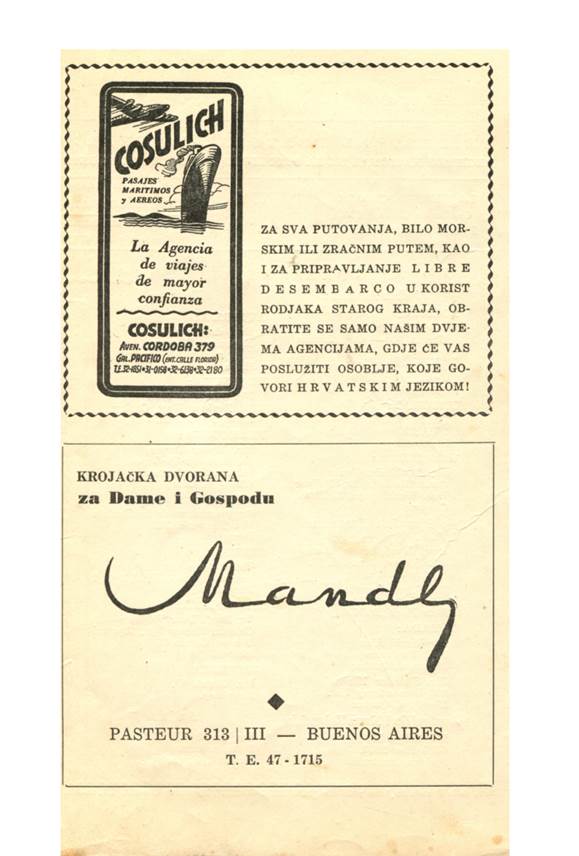 COSULICH
PASAJES
MARITIMOS
y AEREOS
La Agencia
de viajes
de mayor
confianza
COSULICH:
AVEN. CORDOBA 379
GAL. PACIFICO (ENT. CALLE FLORIDA)
ZA SVA PUTOVANJA, BILO MOR-
SKIM ILI ZRAČNIM PUTEM, KAO
I ZA PRIPRAVLJANJE LIBRE
DESEMBARCO U KORIST
RODJAKA STAROG KRAJA, OB-
RATITE SE SAMO NAŠIM DVJE-
MA AGENCIJAMA, GDJE ĆE VAS
POSLUŽITI OSOBLJE, KOJE GO-
VORI HRVATSKIM JEZIKOM!
KROJAČKA DVORANA
za Dame i Gospodu
Mandl
PASTEUR 313 | III — BUENOS AIRES
T. E. 47 - 1715